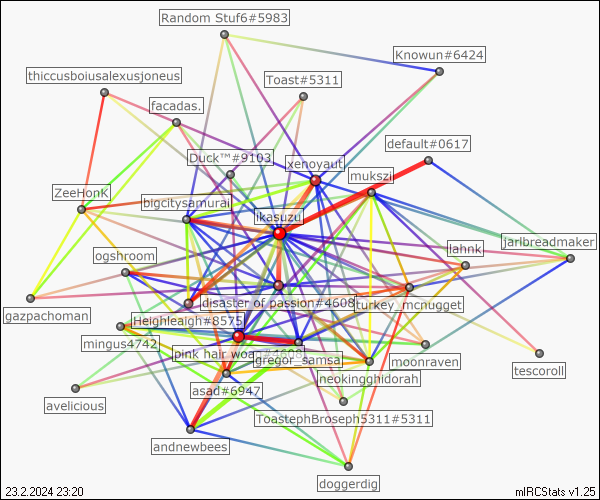 Random Stuf6#5983
Knowun#6424
thiccusboiusalexusjoneus
Toast#5311
facadas.
default#0617
Duck™#9103
xenoyaut
mukszi
ZeeHonK
bigcitysamurai
ikasuzu
ogshroom
lahnk
jarlbreadmaker
gazpachoman
disaster of passion#4608
turkey_mcnugget
Heighleaigh#8575
mingus4742
pink hair woag#4608
gregor_samsa
moonraven
tescoroll
neokingghidorah
asad#6947
avelicious
ToastephBroseph5311#5311
andnewbees
doggerdig
23.2.2024 23:20
mIRCStats v1.25